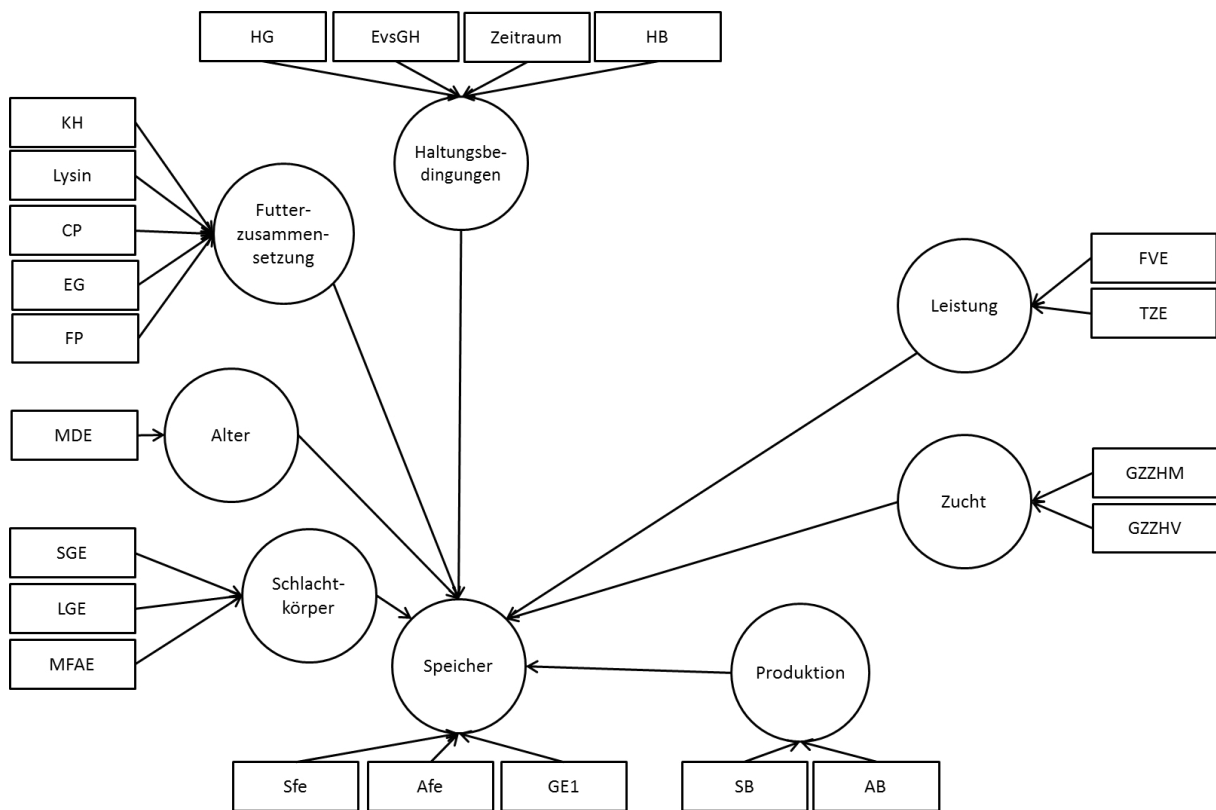 HG
EvsGH
Zeitraum
HB
KH
Lysin
CP
EG
FP
Futter-
zusammen-
setzung
Haltungsbe-
dingungen
FVE
TZE
Leistung
MDE
Alter
GZZHM
GZZHV
Zucht
SGE
LGE
MFAE
Schlacht-
körper
Speicher
Produktion
Sfe
Afe
GE1
SB
AB